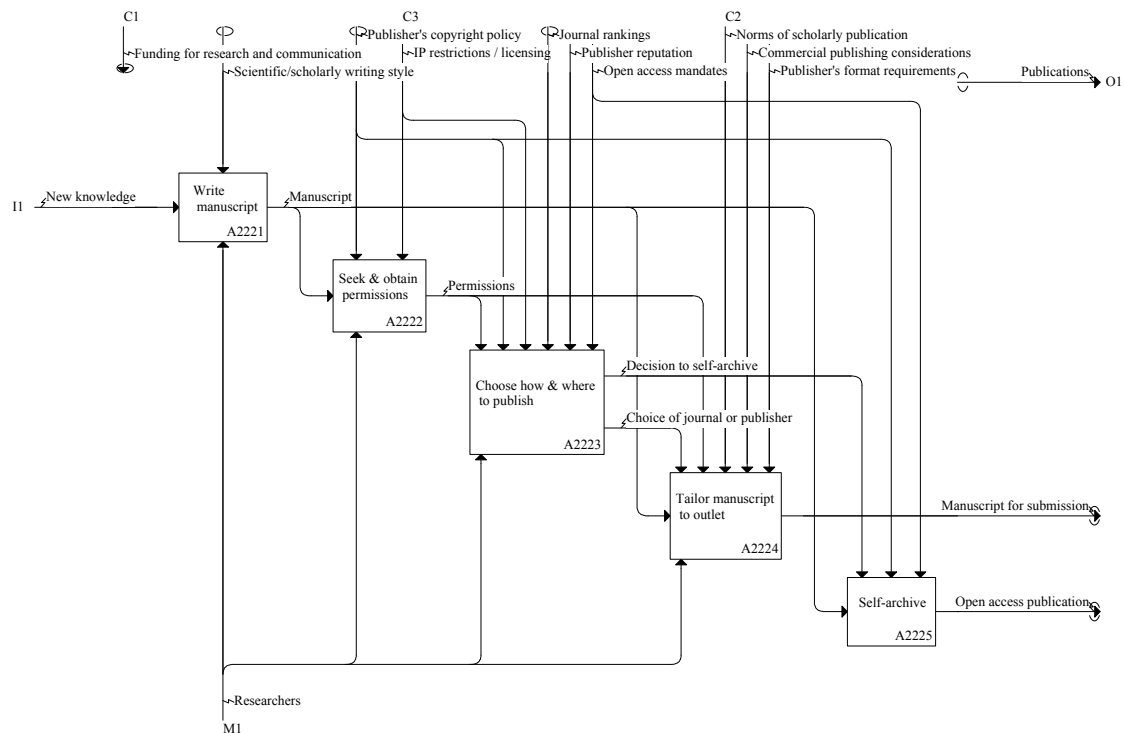 C1
C3
C2
Publisher's copyright policy
Journal rankings
Norms of scholarly publication
Funding for research and communication
IP restrictions / licensing
Publisher reputation
Commercial publishing considerations
Scientific/scholarly writing style
Open access mandates
Publisher's format requirements
Publications
O1
I1
New knowledge
Write
manuscript
A2221
Manuscript
Seek & obtain
permissions
A2222
Permissions
Choose how & where
to publish
A2223
Decision to self-archive
Choice of journal or publisher
Tailor manuscript
to outlet
A2224
Manuscript for submission
Self-archive
A2225
Open access publication
Researchers
M1